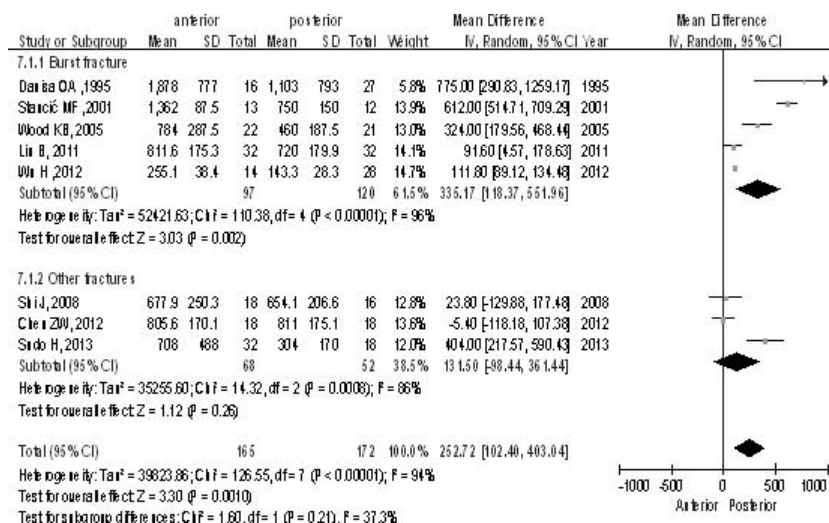 anterior posterior Mean Difference Mean Difference
Study or Subgroup Mean SD Total Mean SD Total Weight IV, Random, 95% CI Year IV, Random, 95% CI
7.1.1 Burst fracture
Danisa OA ,1995 1,878 777 16 1,103 793 27 5.8% 775.00 [290.83, 1259.17] 1995
Stancić MF ,2001 1,362 87.5 13 750 150 12 13.9% 612.00 [514.71, 709.29] 2001
Wood KB, 2005 784 287.5 22 460 187.5 21 13.0% 324.00 [179.56, 468.44] 2005
Lin B, 2011 811.6 175.3 32 720 179.9 32 14.1% 91.60 [4.57, 178.63] 2011
Wu H, 2012 255.1 38.4 14 143.3 28.3 28 14.7% 111.80 [89.12, 134.48] 2012
Subtotal (95% CI) 97 120 61.5% 335.17 [118.37, 551.96]
Heterogeneity: Tau² = 52421.63; Chi² = 110.38, df = 4 (P < 0.00001); I² = 96%
Test for overall effect: Z = 3.03 (P = 0.002)
7.1.2 Other fractures
Shi J, 2008 677.9 250.3 18 654.1 206.6 16 12.8% 23.80 [-129.88, 177.48] 2008
Chen ZW, 2012 805.6 170.1 18 811 175.1 18 13.6% -5.40 [-118.18, 107.38] 2012
Sudo H, 2013 708 488 32 304 170 18 12.0% 404.00 [217.57, 590.43] 2013
Subtotal (95% CI) 68 52 38.5% 131.50 [-98.44, 361.44]
Heterogeneity: Tau² = 35255.60; Chi² = 14.32, df = 2 (P = 0.0008); I² = 86%
Test for overall effect: Z = 1.12 (P = 0.26)
Total (95% CI) 165 172 100.0% 252.72 [102.40, 403.04]
Heterogeneity: Tau² = 39823.86; Chi² = 126.55, df = 7 (P < 0.00001); I² = 94%
Test for overall effect: Z = 3.30 (P = 0.0010)
Test for subgroup differences: Chi² = 1.60, df = 1 (P = 0.21), I² = 37.3%
-1000 -500 0 500 1000
Anterior Posterior